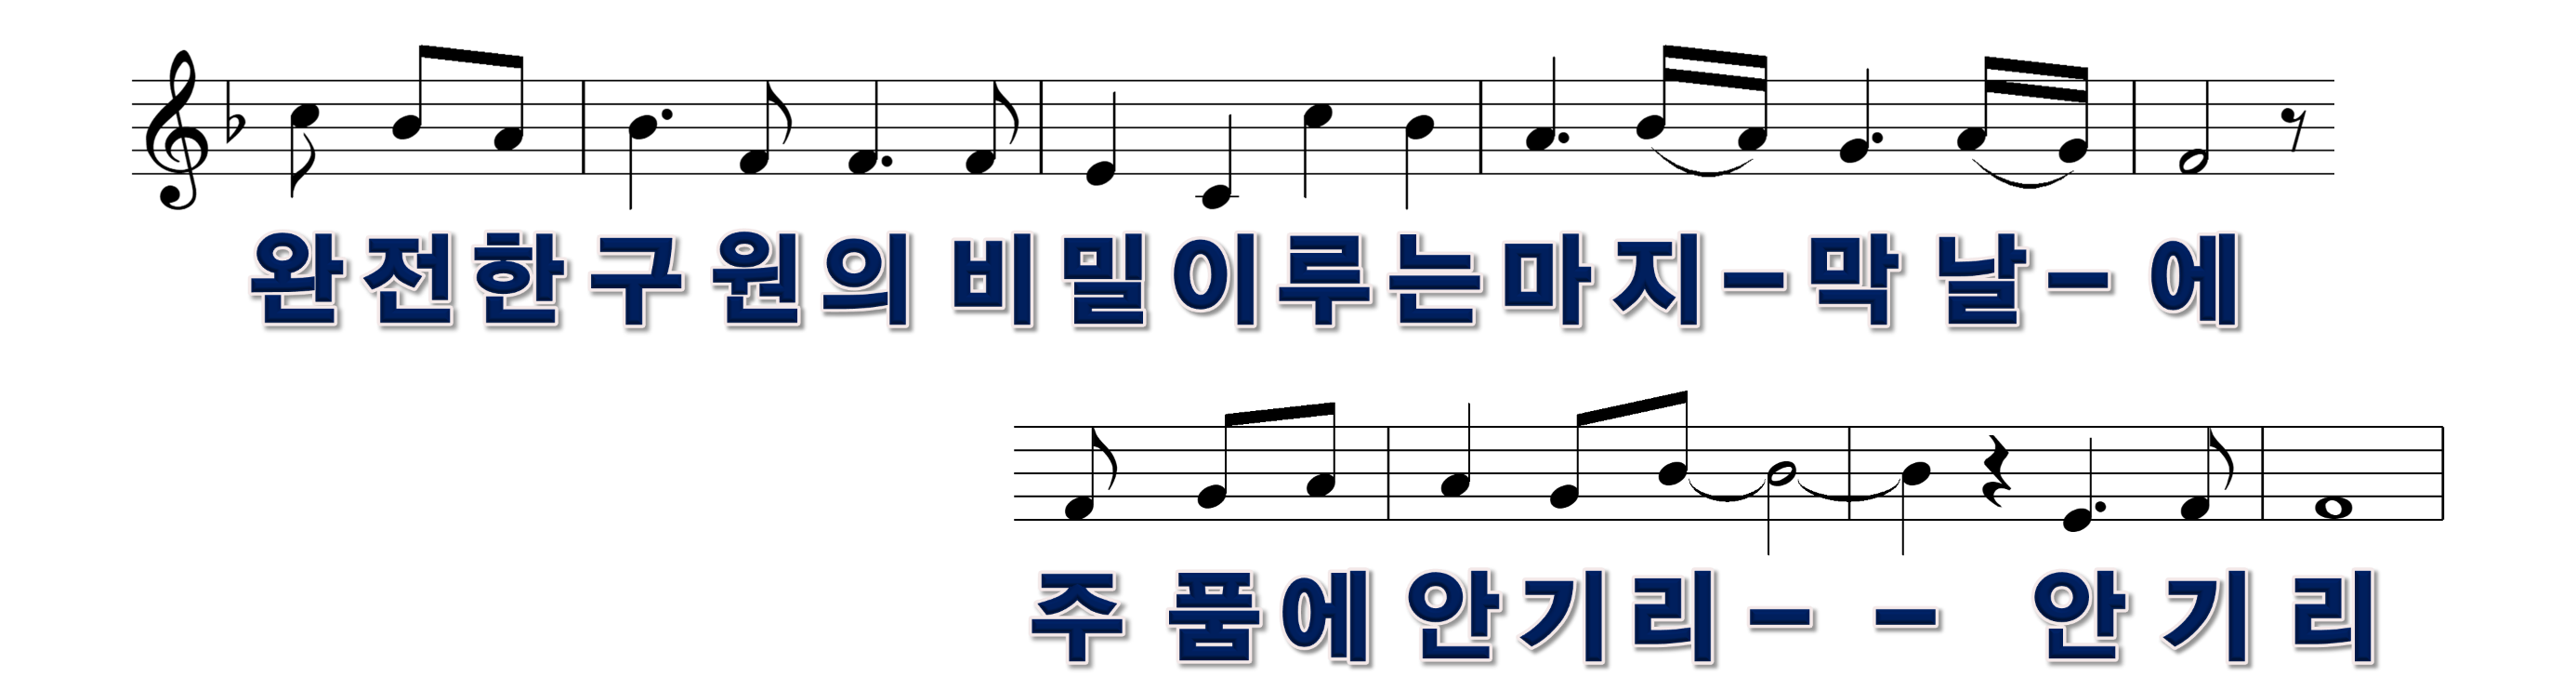 완전한구원의 비밀이루는마지-막 날- 에
주 품에안기리- - 안 기 리